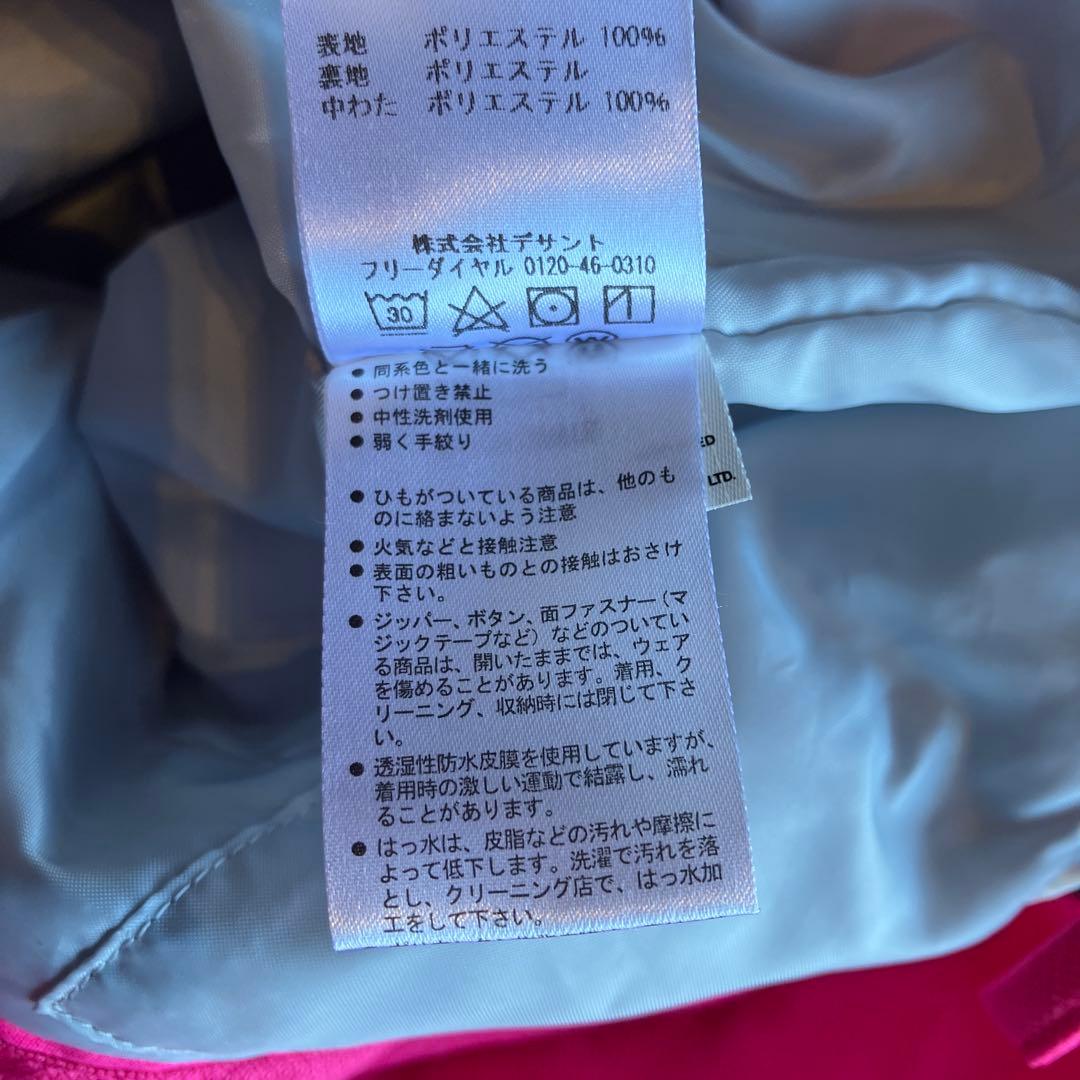 表地 ポリエステル 100%
裏地 ポリエステル
中わた ポリエステル 100%
株式会社デサント
フリーダイヤル 0120-46-0310
30
● 同系色と一緒に洗う
● つけ置き禁止
● 中性洗剤使用
● 弱く手絞り
ED
LTD.
● ひもがついている商品は、他のも
のに絡まないよう注意
● 火気などと接触注意
● 表面の粗いものとの接触はおさけ
下さい。
● ジッパー、ボタン、面ファスナー(マ
ジックテープなど)などのついてい
る商品は、開いたままでは、ウェア
を傷めることがあります。着用、ク
リーニング、収納時には閉じて下さ
い。
● 透湿性防水皮膜を使用していますが、
着用時の激しい運動で結露し、濡れ
ることがあります。
● はっ水は、皮脂などの汚れや摩擦に
よって低下します。洗濯で汚れを落
とし、クリーニング店で、はっ水加
工をして下さい。